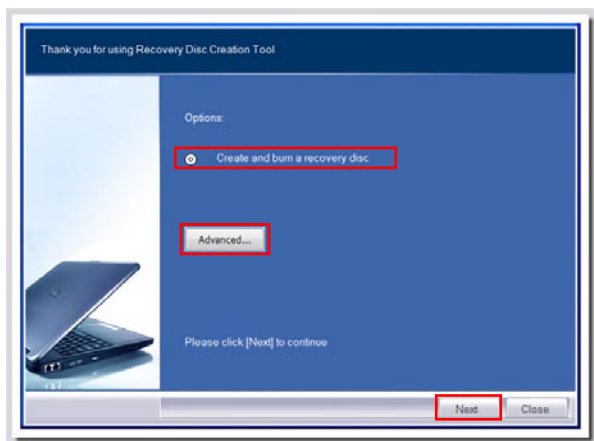 Thank you for using Recovery Disc Creation Tool
Options:
Create and burn a recovery disc
Advanced...
Please click [Next] to continue
Next Close